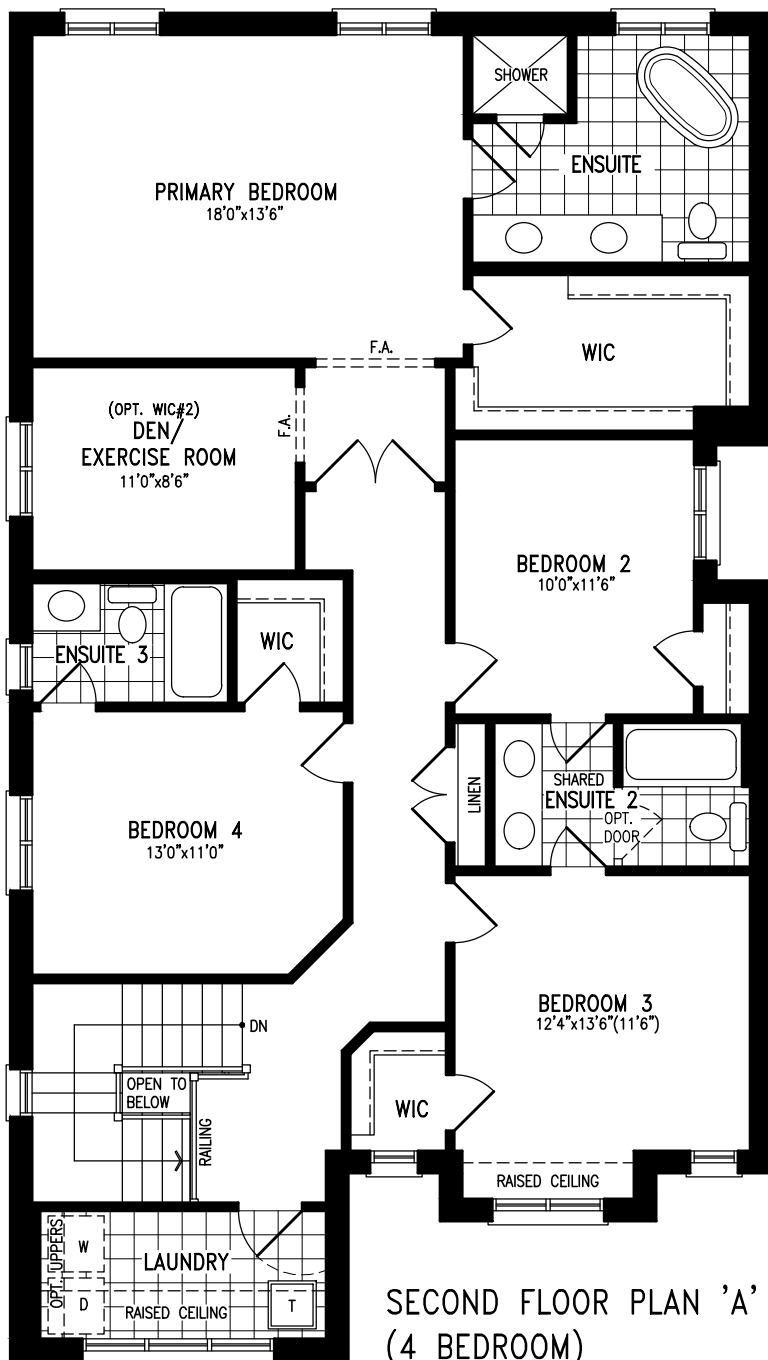 SHOWER
ENSUITE
PRIMARY BEDROOM
18'0"x13'6"
F.A.
WIC
(OPT. WIC#2)
DEN/
EXERCISE ROOM
11'0"x8'6"
F.A.
BEDROOM 2
10'0"x11'6"
ENSUITE 3
WIC
SHARED
ENSUITE 2
OPT.
DOOR
LINEN
BEDROOM 4
13'0"x11'0"
BEDROOM 3
12'4"x13'6"(11'6")
DN
OPEN TO
BELOW
RAILING
WIC
RAISED CEILING
OPT. UPPERS
W
D
LAUNDRY
RAISED CEILING
T
SECOND FLOOR PLAN 'A'
(4 BEDROOM)